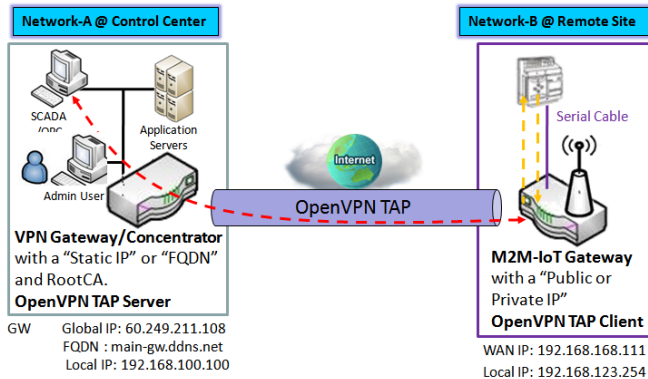 Network-A @ Control Center
Network-B @ Remote Site
SCADA
Application
Servers
Admin User
Internet
OpenVPN TAP
Serial Cable
VPN Gateway/Concentrator
with a “Static IP” or “FQDN”
and RootCA.
OpenVPN TAP Server
GW Global IP: 60.249.211.108
FQDN : main-gw.ddns.net
Local IP: 192.168.100.100
M2M-IoT Gateway
with a “Public or
Private IP”
OpenVPN TAP Client
WAN IP: 192.168.168.111
Local IP: 192.168.123.254